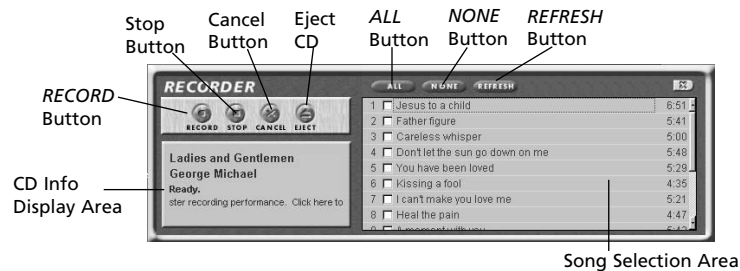 Stop
Button
Cancel
Button
Eject
CD
ALL
Button
NONE
Button
REFRESH
Button
RECORD
Button
CD Info
Display Area
RECORDER
RECORD STOP CANCEL EJECT
Ladies and Gentlemen
George Michael
Ready.
ster recording performance. Click here to
ALL NONE REFRESH
1 Jesus to a child 6:51
2 Father figure 5:41
3 Careless whisper 5:00
4 Don't let the sun go down on me 5:48
5 You have been loved 5:29
6 Kissing a fool 4:35
7 I can't make you love me 5:21
8 Heal the pain 4:47
9 A moment with you
Song Selection Area